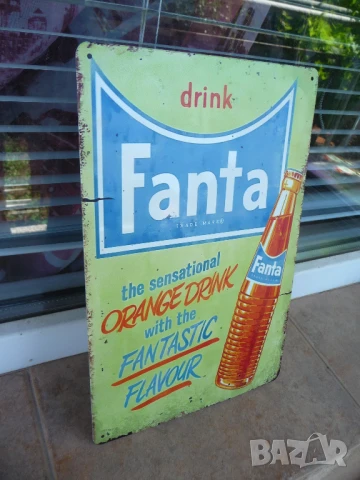 drink
Fanta
TRADE MARK
the sensational
ORANGE DRINK
with the
FANTASTIC
FLAVOUR
Fanta
BAZAR